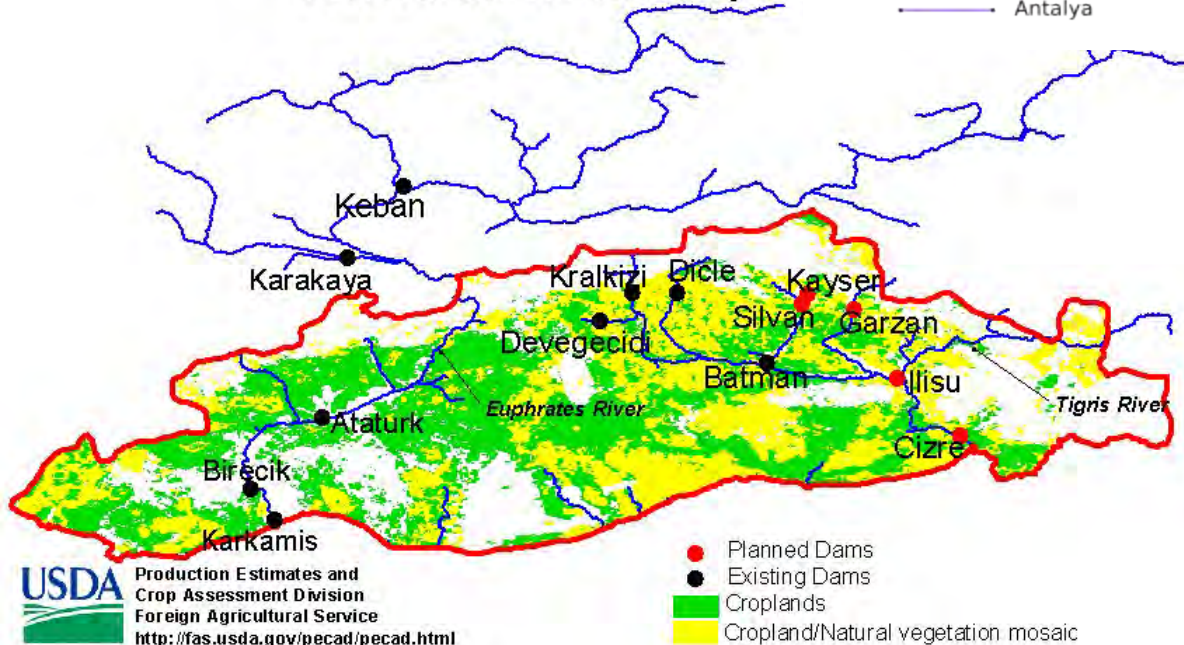 Antalya
Keban
Karakaya
Kralkizi
Dicle
Kayser
Silvan
Garzan
Devegecidi
Batman
Ilisu
Euphrates River
Tigris River
Ataturk
Cizre
Birecik
Karkamis
Planned Dams
Existing Dams
Croplands
Cropland/Natural vegetation mosaic
USDA
Production Estimates and
Crop Assessment Division
Foreign Agricultural Service
http://fas.usda.gov/pecad/pecad.html